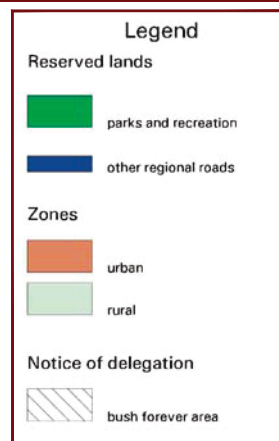 Legend
Reserved lands
parks and recreation
other regional roads
Zones
urban
rural
Notice of delegation
bush forever area